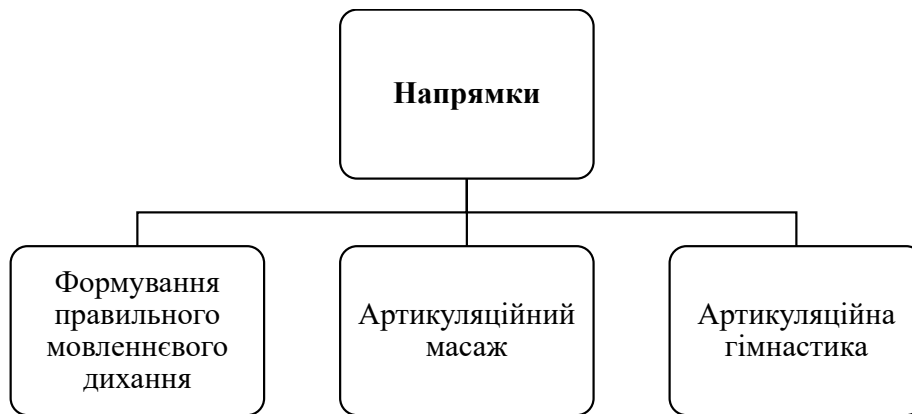 Напрямки
Формування
правильного
мовленнєвого
дихання
Артикуляційний
масаж
Артикуляційна
гімнастика